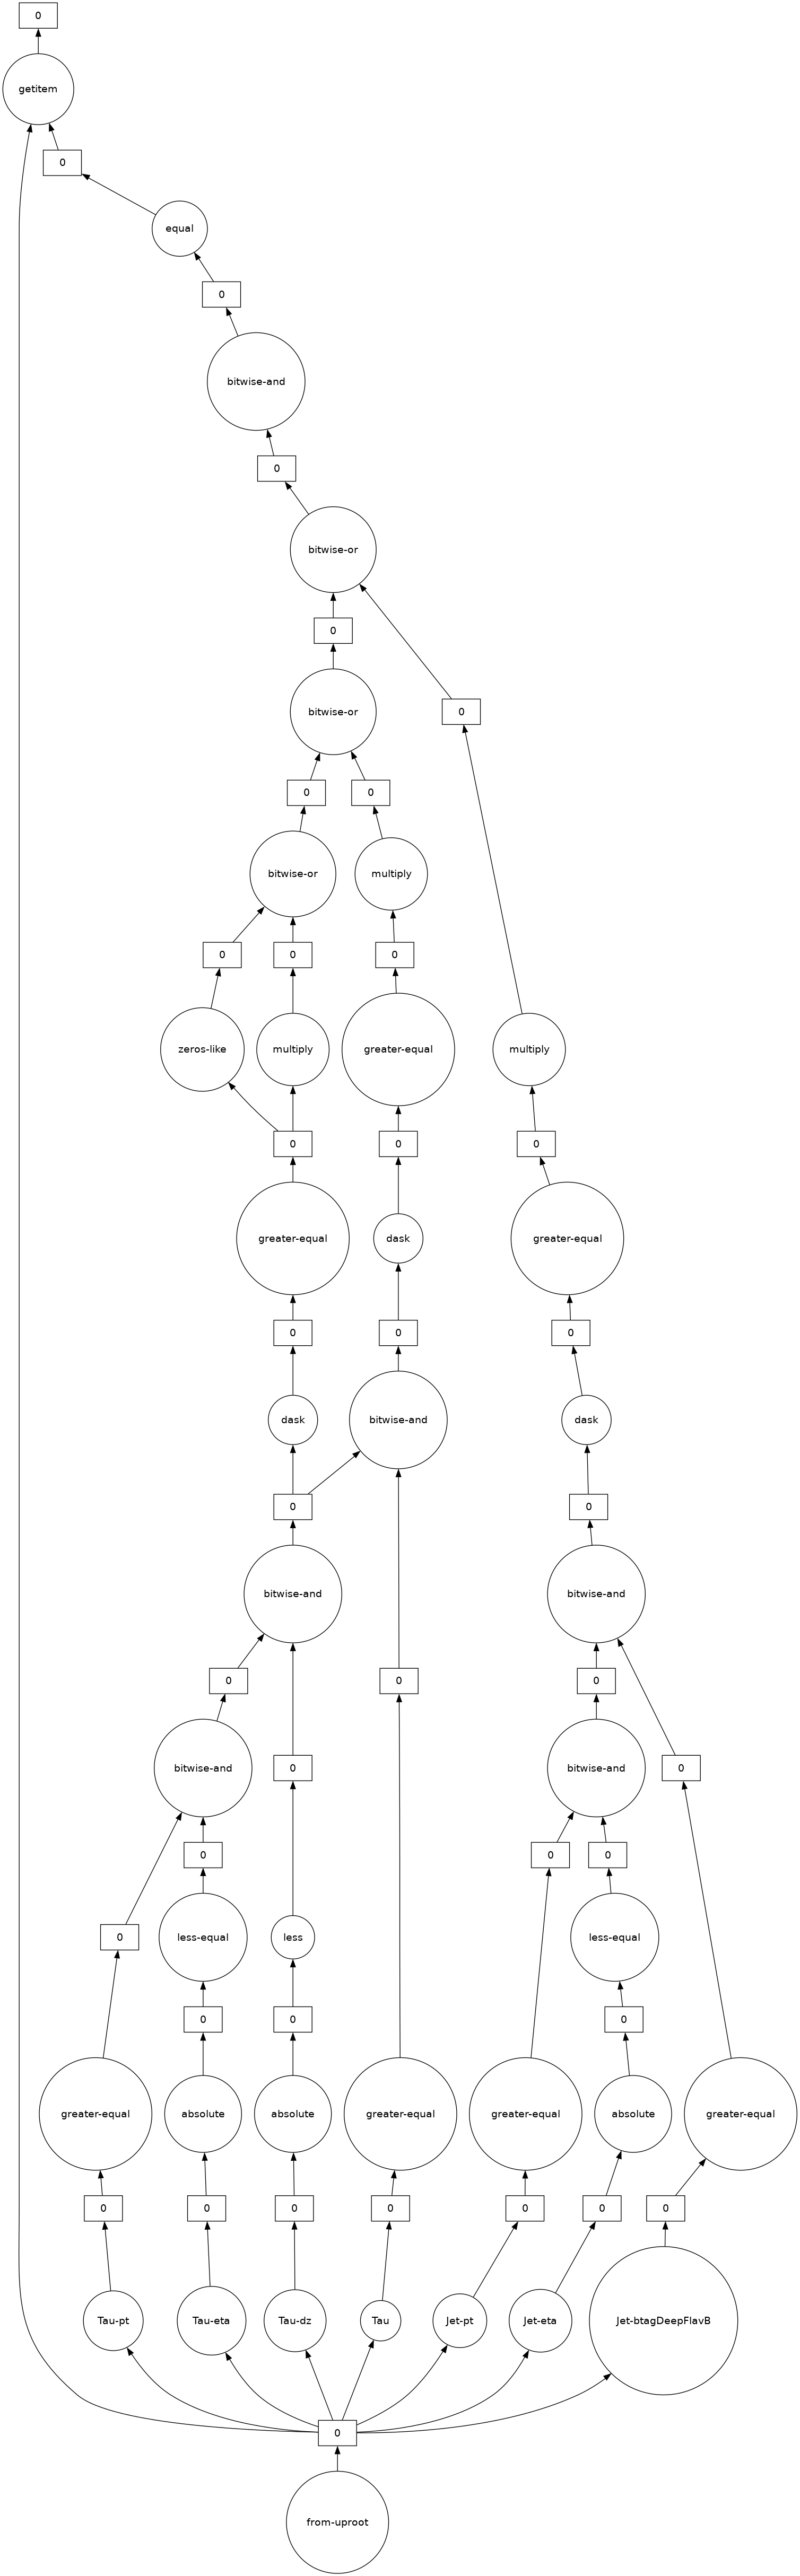 0
getitem
0
equal
0
bitwise-and
0
bitwise-or
0
bitwise-or
0
0
0
bitwise-or
multiply
0
0
0
zeros-like
multiply
greater-equal
multiply
0
0
0
greater-equal
dask
greater-equal
0
0
0
dask
bitwise-and
dask
0
0
bitwise-and
bitwise-and
0
0
0
bitwise-and
0
bitwise-and
0
0
0
0
0
less-equal
less
less-equal
0
0
0
greater-equal
absolute
absolute
greater-equal
greater-equal
absolute
greater-equal
0
0
0
0
0
0
0
Tau-pt
Tau-eta
Tau-dz
Tau
Jet-pt
Jet-eta
Jet-btagDeepFlavB
0
from-uproot